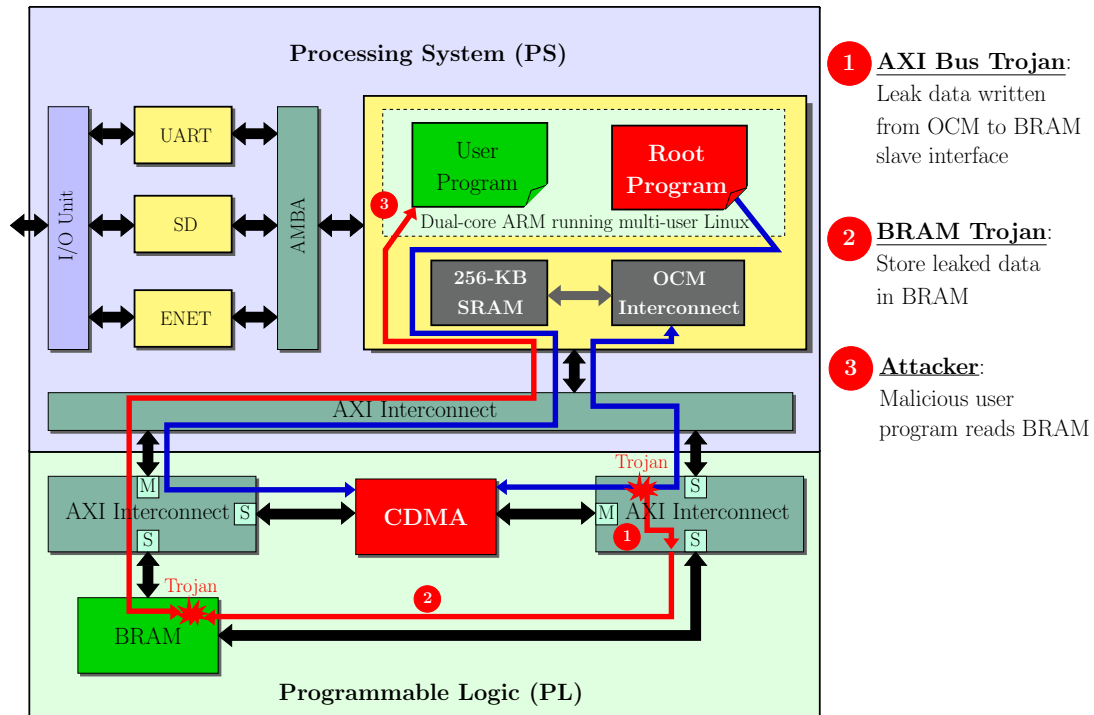 Processing System (PS)
I/O Unit
UART
SD
ENET
AMBA
User
Program
Root
Program
3
Dual-core ARM running multi-user Linux
256-KB
SRAM
OCM
Interconnect
AXI Interconnect
M
AXI Interconnect
S
S
CDMA
Trojan
S
M
AXI Interconnect
1
S
Trojan
2
BRAM
Programmable Logic (PL)
1
AXI Bus Trojan:
Leak data written
from OCM to BRAM
slave interface
2
BRAM Trojan:
Store leaked data
in BRAM
3
Attacker:
Malicious user
program reads BRAM